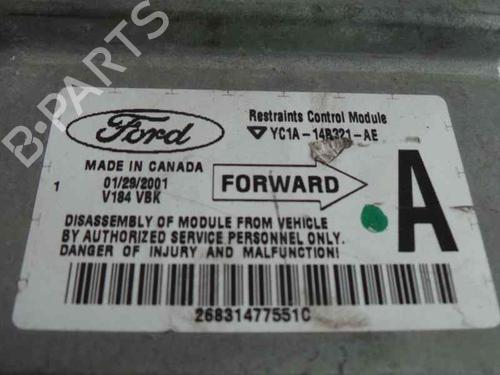 B-PARTS
Ford
Restraints Control Module
YC1A-14B321-AE
MADE IN CANADA
01/29/2001
1
V184 VBK
FORWARD
A
DISASSEMBLY OF MODULE FROM VEHICLE
BY AUTHORIZED SERVICE PERSONNEL ONLY.
DANGER OF INJURY AND MALFUNCTION!
26831477551C